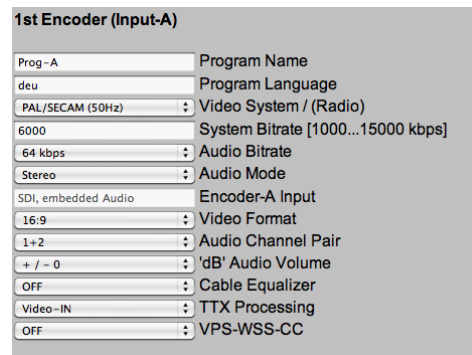 1st Encoder (Input-A)
Prog-A Program Name
deu Program Language
PAL/SECAM (50Hz) Video System / (Radio)
6000 System Bitrate [1000...15000 kbps]
64 kbps Audio Bitrate
Stereo Audio Mode
SDI, embedded Audio Encoder-A Input
16:9 Video Format
1+2 Audio Channel Pair
+ / - 0 'dB' Audio Volume
OFF Cable Equalizer
Video-IN TTX Processing
OFF VPS-WSS-CC